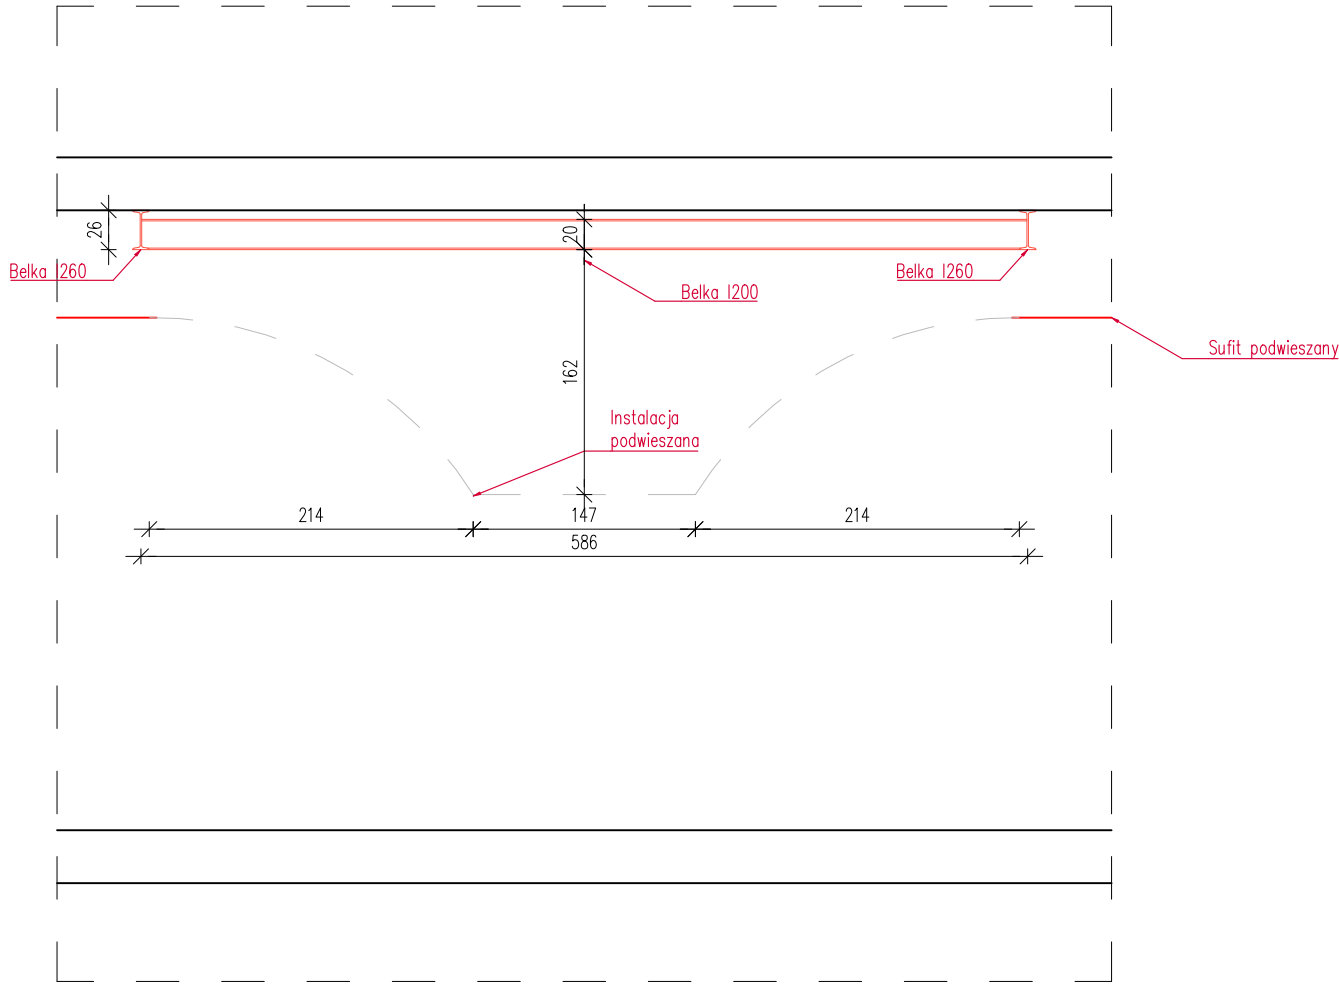 26
20
Belka I260
Belka I200
Belka I260
Sufit podwieszany
162
Instalacja
podwieszana
214
147
214
586